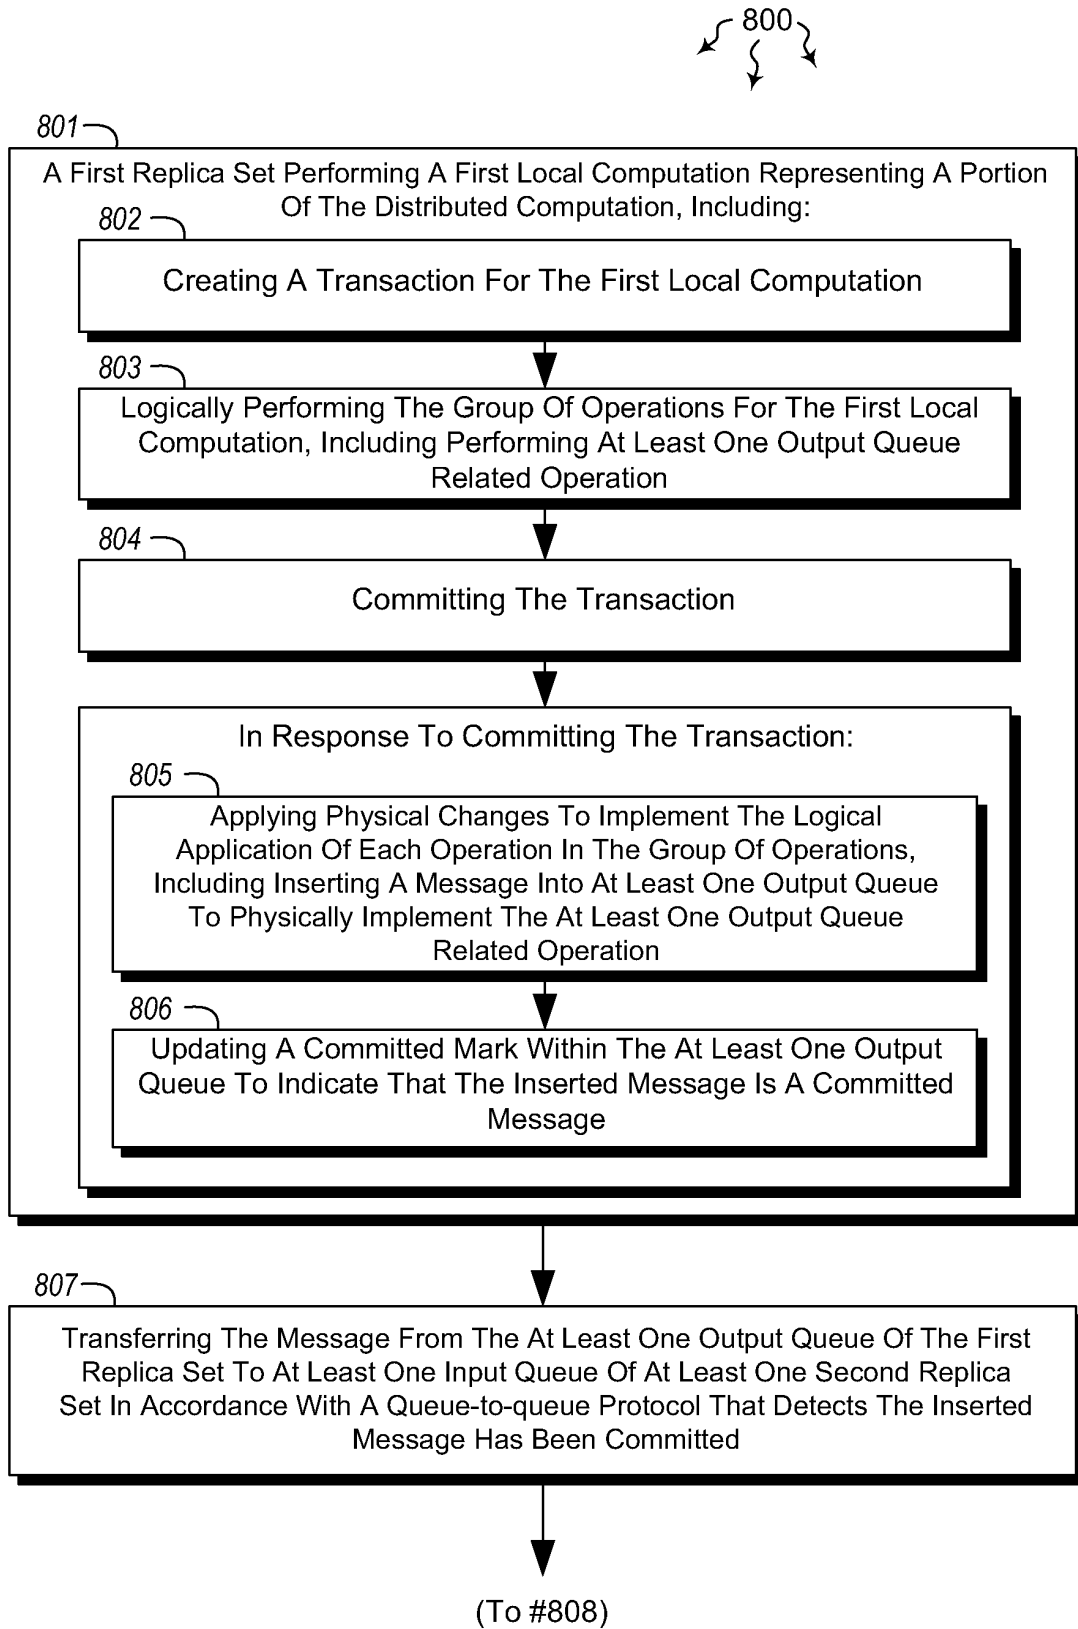 800
801
A First Replica Set Performing A First Local Computation Representing A Portion
Of The Distributed Computation, Including:
802
Creating A Transaction For The First Local Computation
803
Logically Performing The Group Of Operations For The First Local
Computation, Including Performing At Least One Output Queue
Related Operation
804
Committing The Transaction
In Response To Committing The Transaction:
805
Applying Physical Changes To Implement The Logical
Application Of Each Operation In The Group Of Operations,
Including Inserting A Message Into At Least One Output Queue
To Physically Implement The At Least One Output Queue
Related Operation
806
Updating A Committed Mark Within The At Least One Output
Queue To Indicate That The Inserted Message Is A Committed
Message
807
Transferring The Message From The At Least One Output Queue Of The First
Replica Set To At Least One Input Queue Of At Least One Second Replica
Set In Accordance With A Queue-to-queue Protocol That Detects The Inserted
Message Has Been Committed
(To #808)